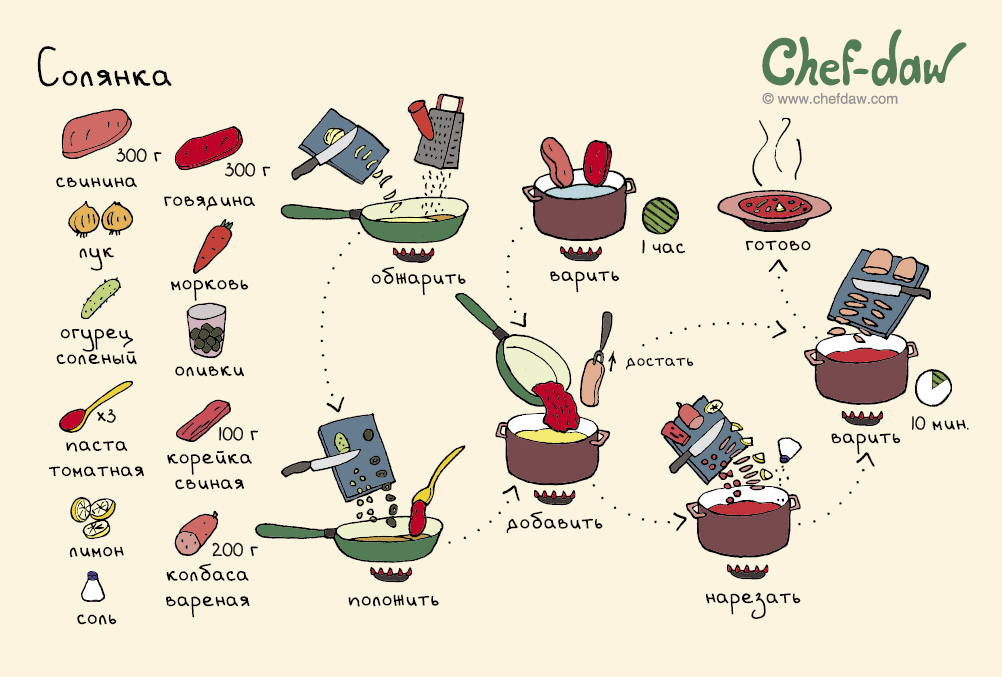 Солянка
Chef-daw
© www.chefdaw.com
300 г
свинина
300 г
говядина
лук
морковь
огурец
соленый
оливки
x3
паста
томатная
100 г
корейка
свиная
лимон
200 г
колбаса
вареная
соль
обжарить
1 час
варить
готово
достать
положить
добавить
нарезать
варить
10 мин.